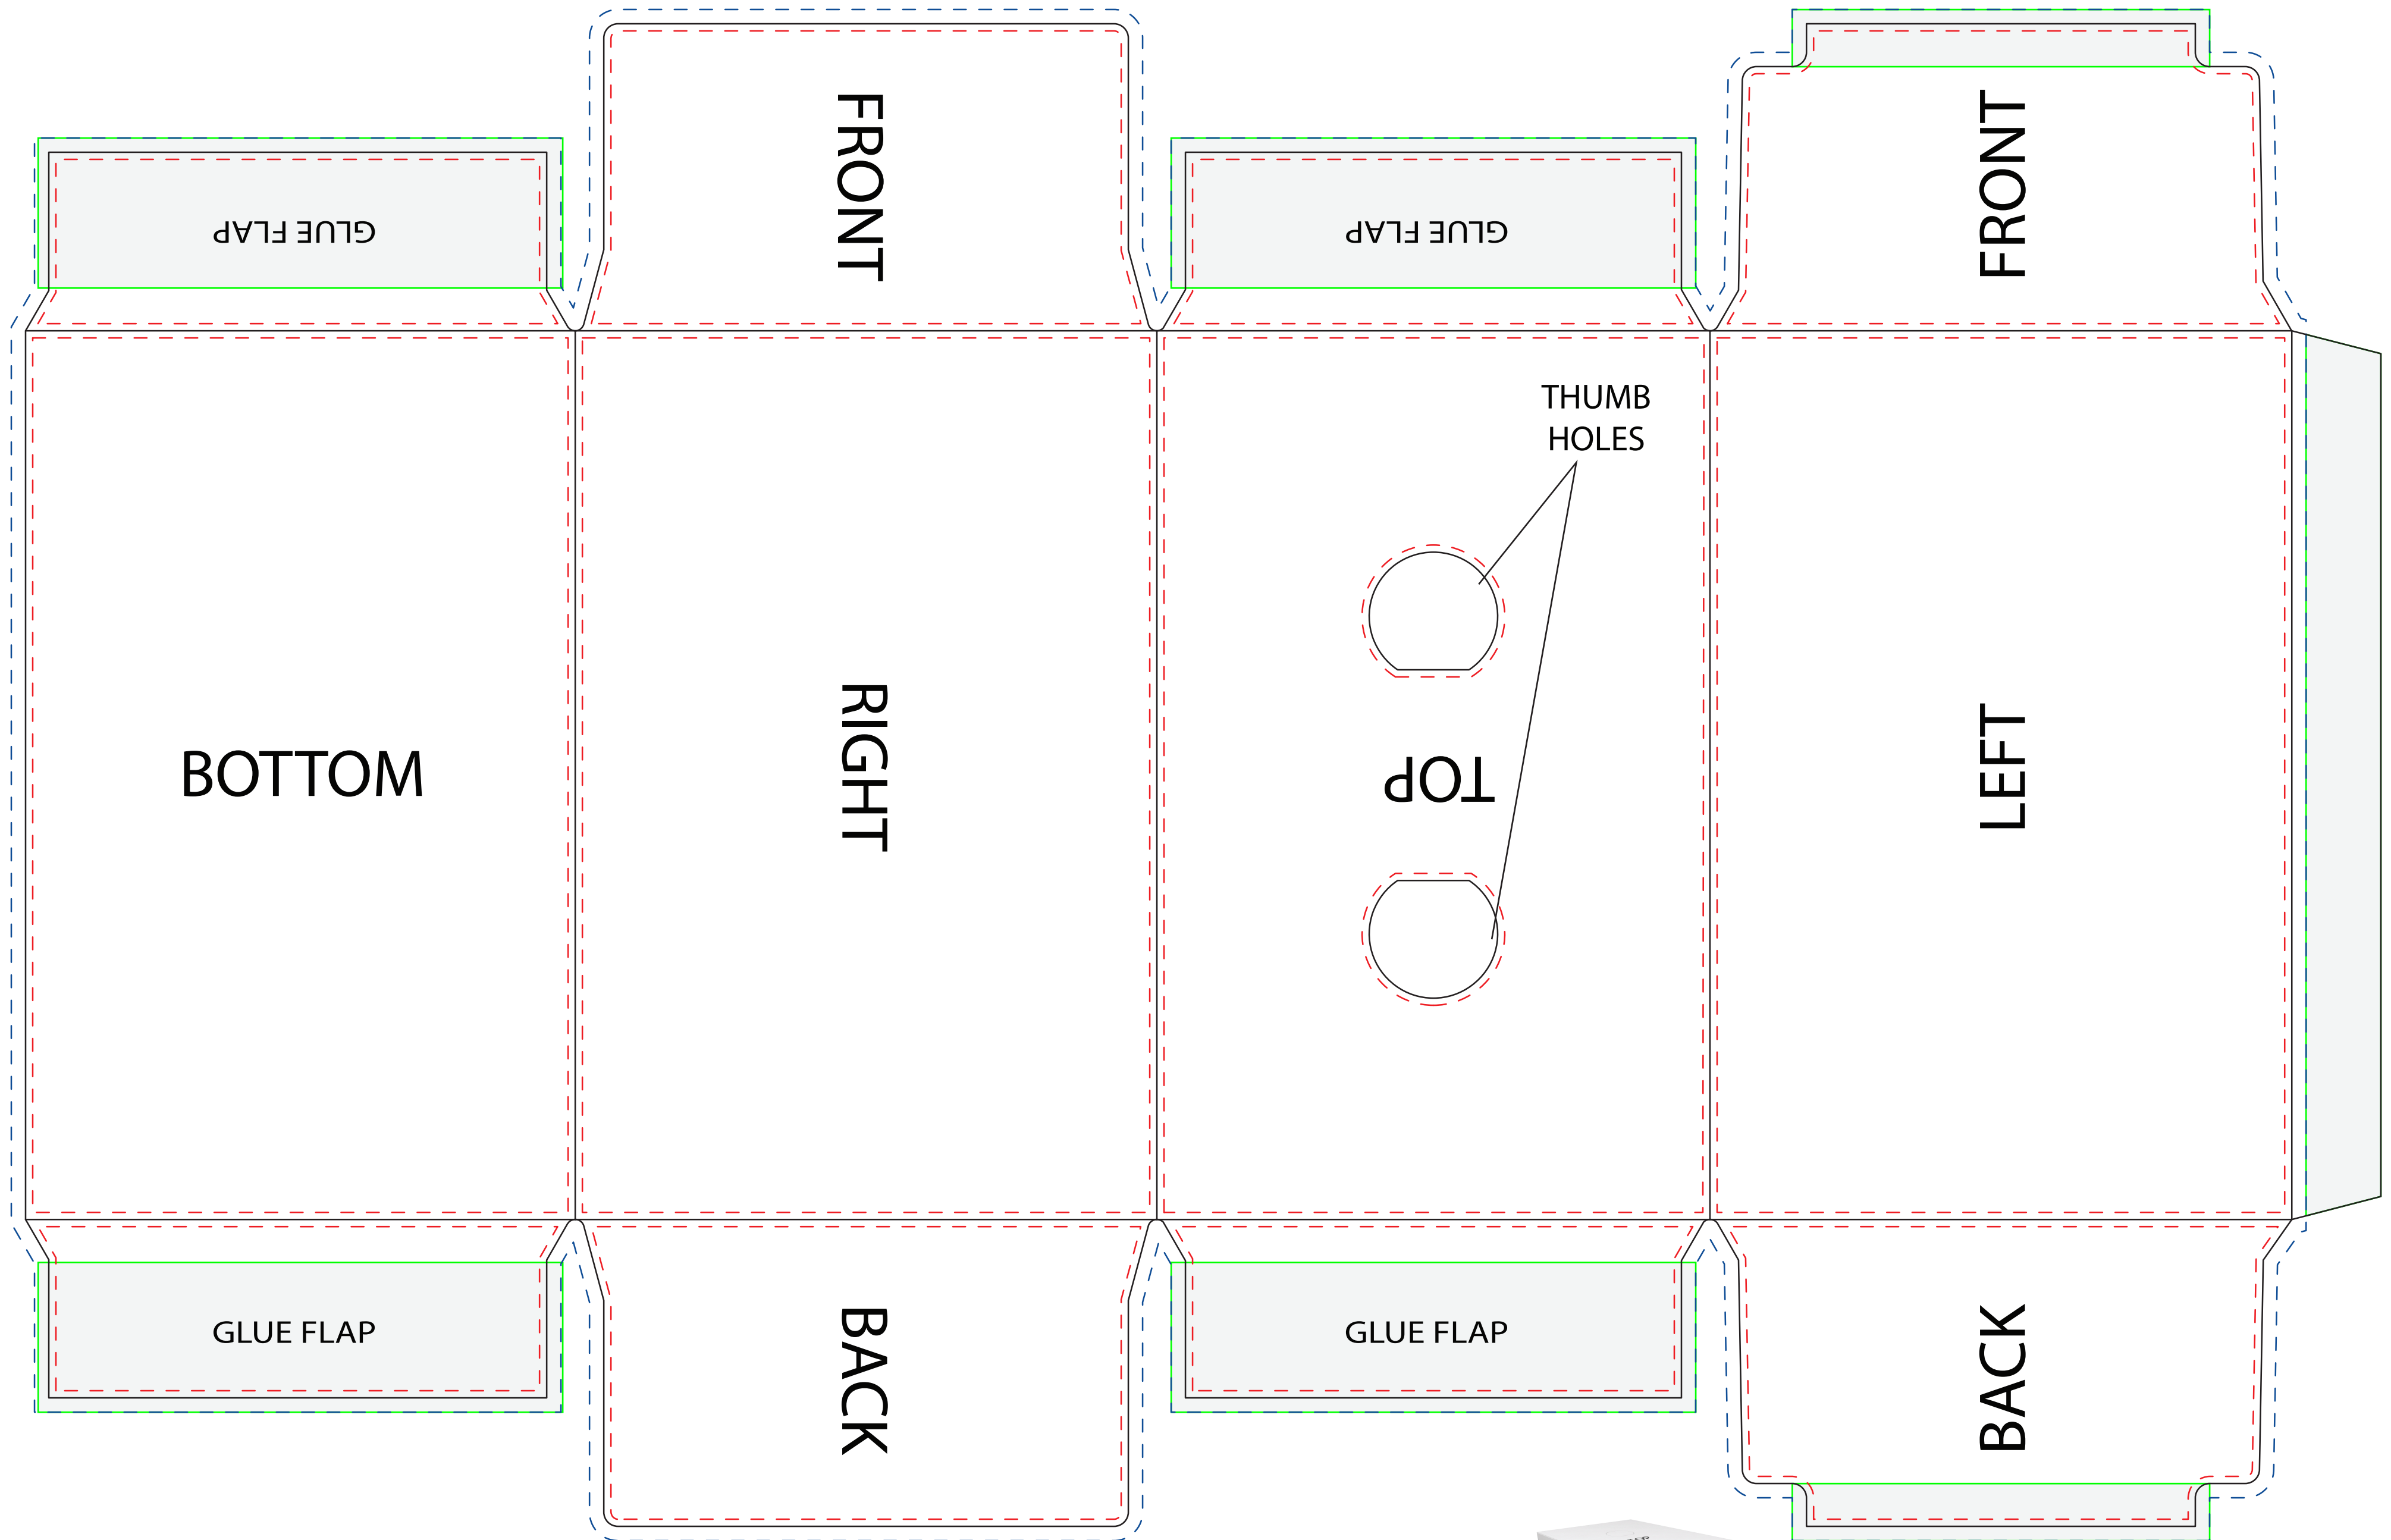 FRONT
FRONT
GLUE FLAP
GLUE FLAP
THUMB
HOLES
BOTTOM
RIGHT
TOP
LEFT
GLUE FLAP
GLUE FLAP
BACK
BACK